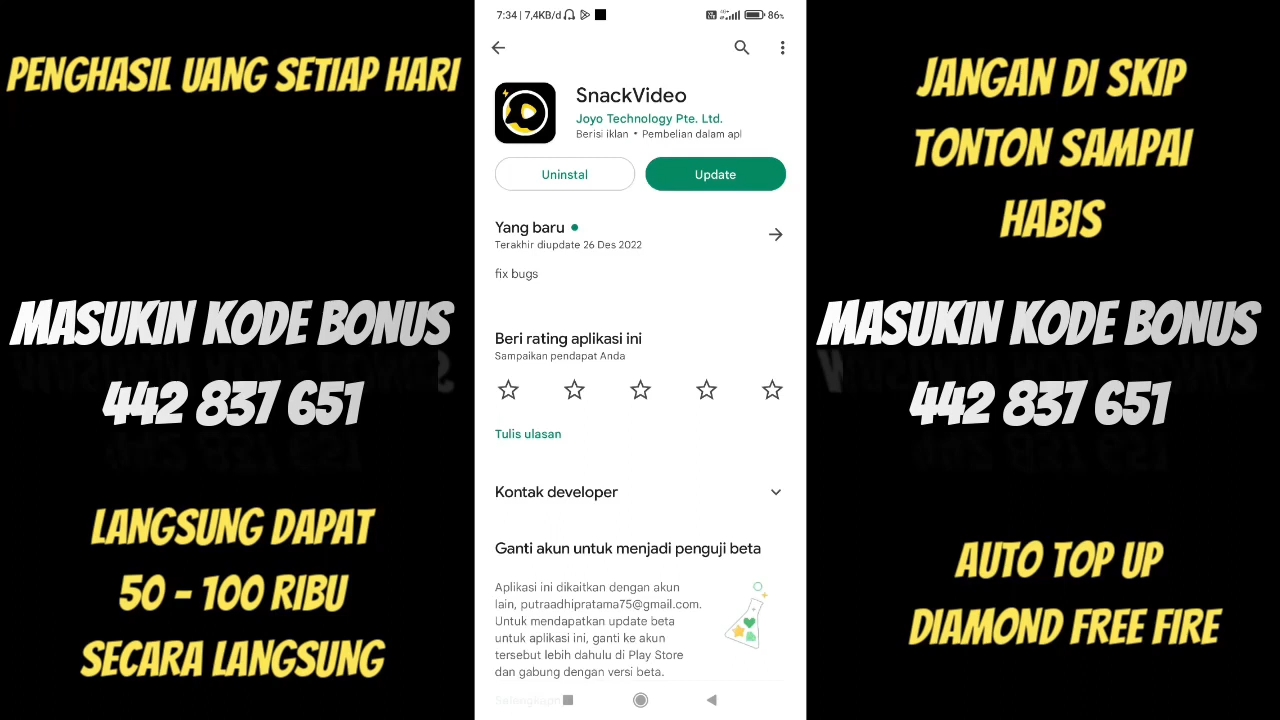 PENGHASIL UANG SETIAP HARI
MASUKIN KODE BONUS
442 837 651
LANGSUNG DAPAT
50 - 100 RIBU
SECARA LANGSUNG
7:34 | 7,4KB/d
86%
SnackVideo
Joyo Technology Pte. Ltd.
Berisi iklan • Pembelian dalam apl
Uninstal
Update
Yang baru
Terakhir diupdate 26 Des 2022
fix bugs
Beri rating aplikasi ini
Sampaikan pendapat Anda
Tulis ulasan
Kontak developer
Ganti akun untuk menjadi penguji beta
Aplikasi ini dikaitkan dengan akun
lain, putraadhipratama75@gmail.com.
Untuk mendapatkan update beta
untuk aplikasi ini, ganti ke akun
tersebut lebih dahulu di Play Store
dan gabung dengan versi beta.
JANGAN DI SKIP
TONTON SAMPAI
HABIS
MASUKIN KODE BONUS
442 837 651
AUTO TOP UP
DIAMOND FREE FIRE